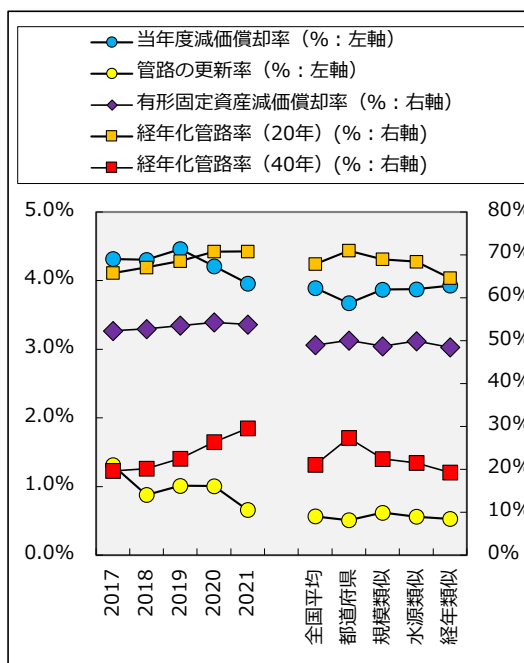 当年度減価償却率（%：左軸）
管路の更新率（%：左軸）
有形固定資産減価償却率（%：右軸）
経年化管路率（20年）(%：右軸)
経年化管路率（40年）(%：右軸)
5.0%
4.0%
3.0%
2.0%
1.0%
0.0%
80%
70%
60%
50%
40%
30%
20%
10%
0%
2017
2018
2019
2020
2021
全国平均
都道府県
規模類似
水源類似
経年類似